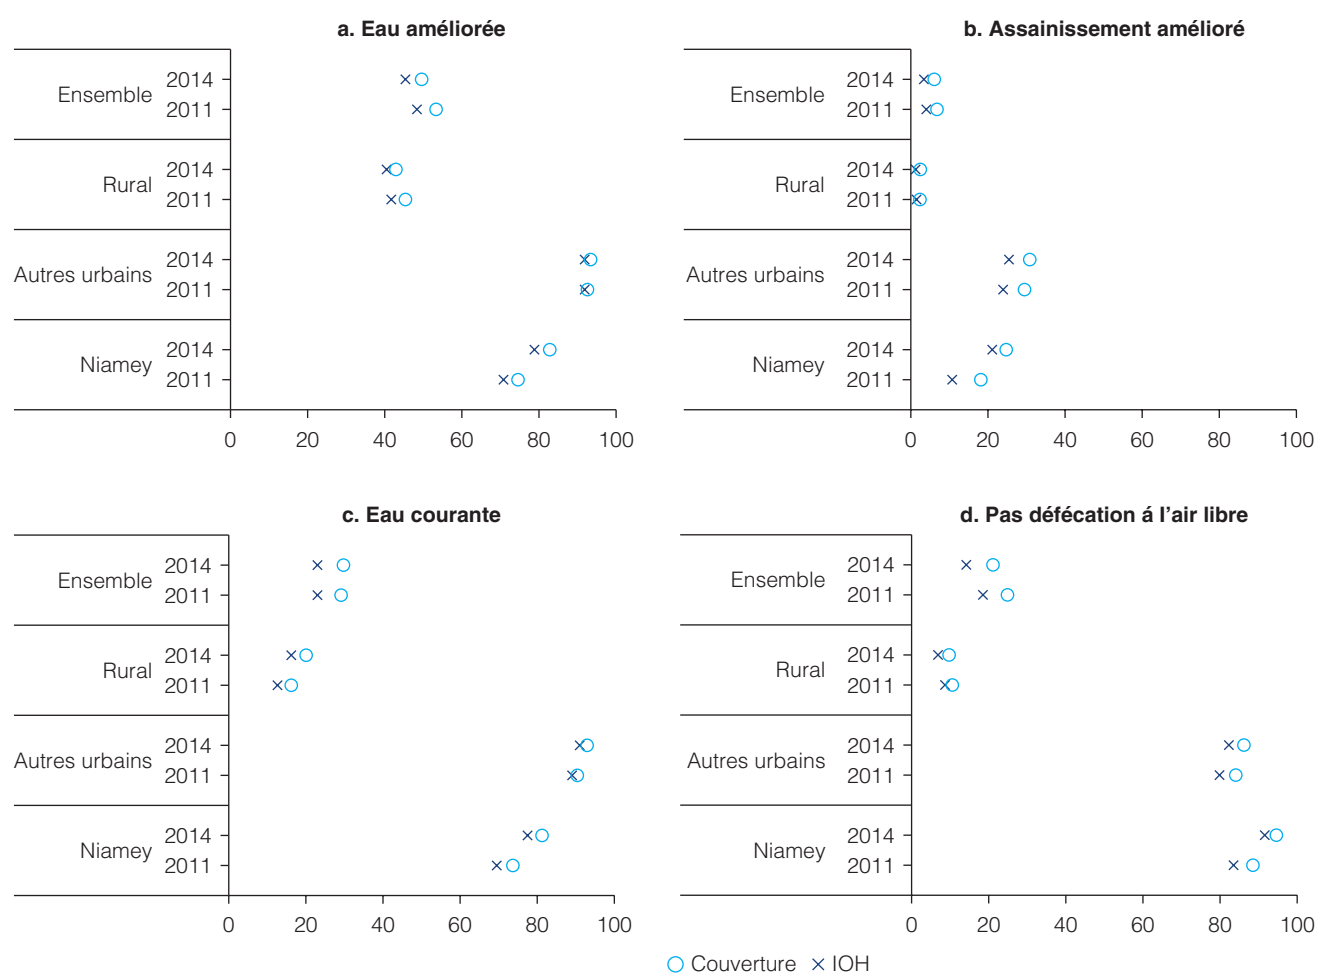 a. Eau améliorée
Ensemble
2014
2011
Rural
2014
2011
Autres urbains
2014
2011
Niamey
2014
2011
0 20 40 60 80 100
b. Assainissement amélioré
Ensemble
2014
2011
Rural
2014
2011
Autres urbains
2014
2011
Niamey
2014
2011
0 20 40 60 80 100
c. Eau courante
Ensemble
2014
2011
Rural
2014
2011
Autres urbains
2014
2011
Niamey
2014
2011
0 20 40 60 80 100
d. Pas défécation á l’air libre
Ensemble
2014
2011
Rural
2014
2011
Autres urbains
2014
2011
Niamey
2014
2011
0 20 40 60 80 100
Couverture IOH